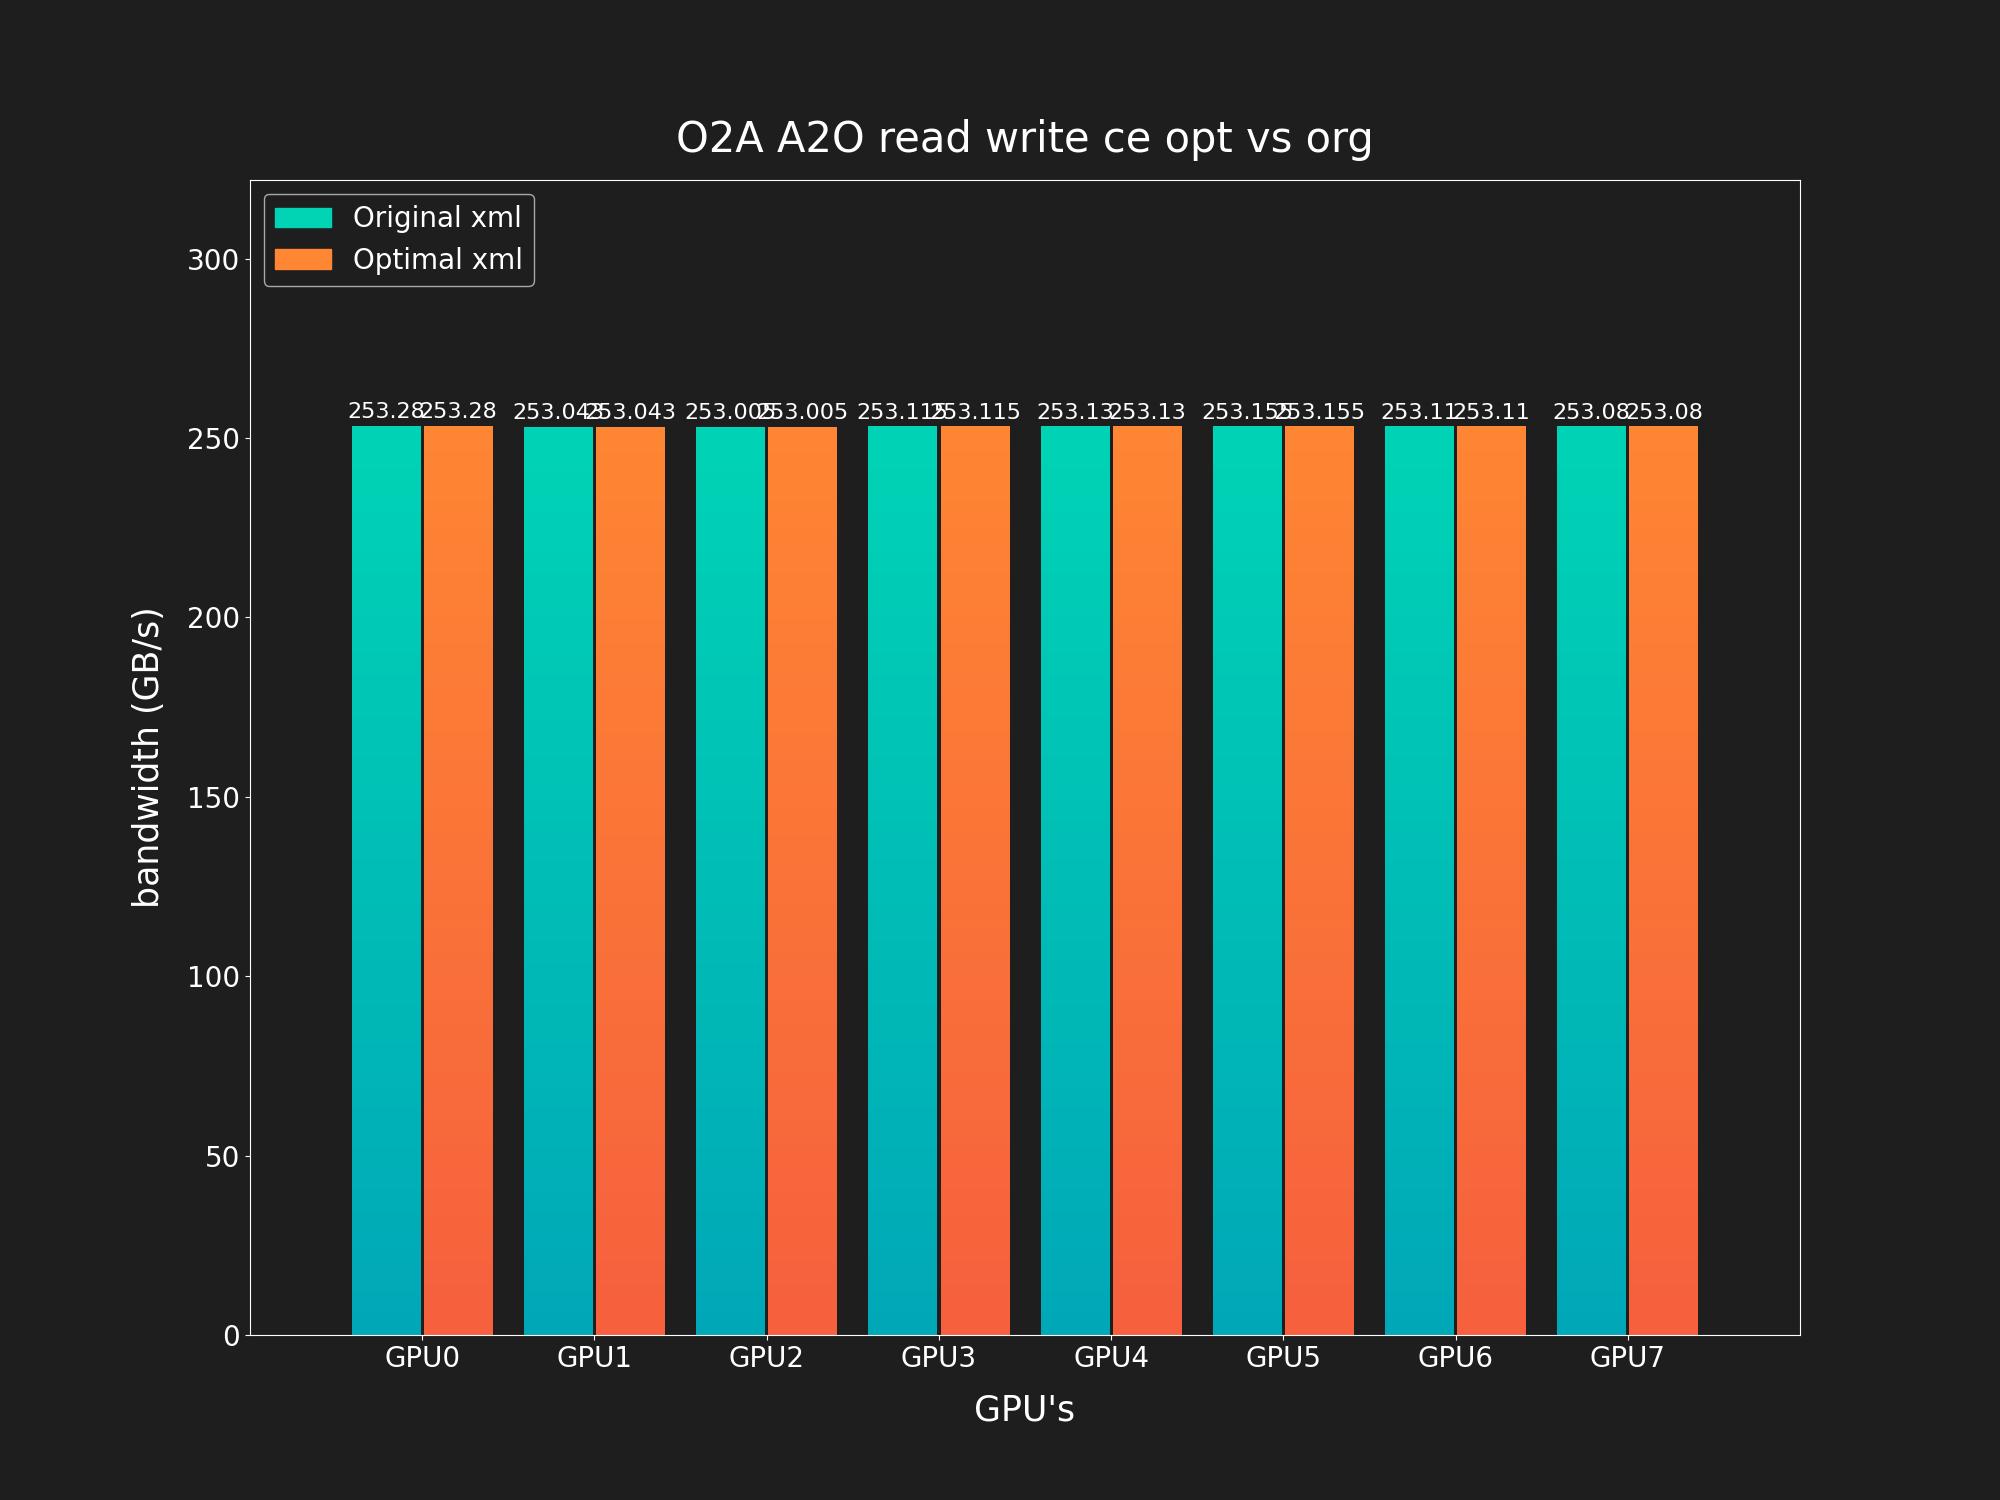 O2A A2O read write ce opt vs org
Original xml
Optimal xml
300
250
200
150
100
50
0
bandwidth (GB/s)
253.28 253.28 253.043 253.043 253.005 253.005 253.115 253.115 253.13 253.13 253.155 253.155 253.11 253.11 253.08 253.08
GPU0 GPU1 GPU2 GPU3 GPU4 GPU5 GPU6 GPU7
GPU's